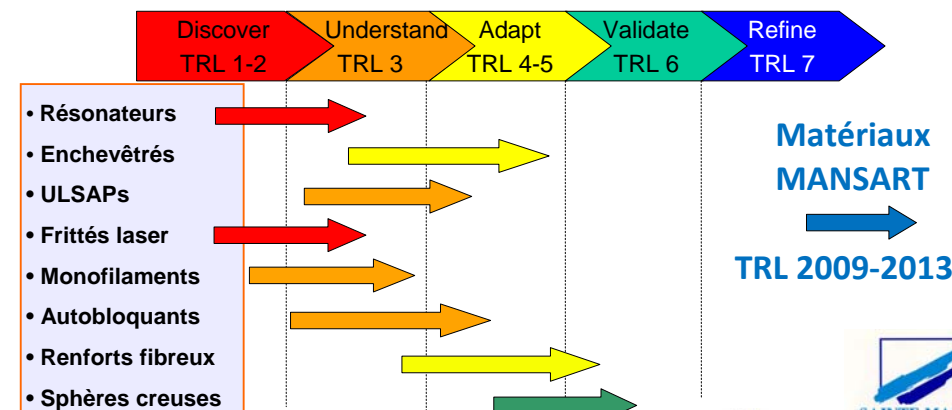 Discover Understand Adapt Validate Refine
TRL 1-2 TRL 3 TRL 4-5 TRL 6 TRL 7
• Résonateurs
• Enchevêtrés
• ULSAPs
• Frittés laser
• Monofilaments
• Autobloquants
• Renforts fibreux
• Sphères creuses
Matériaux
MANSART
TRL 2009-2013